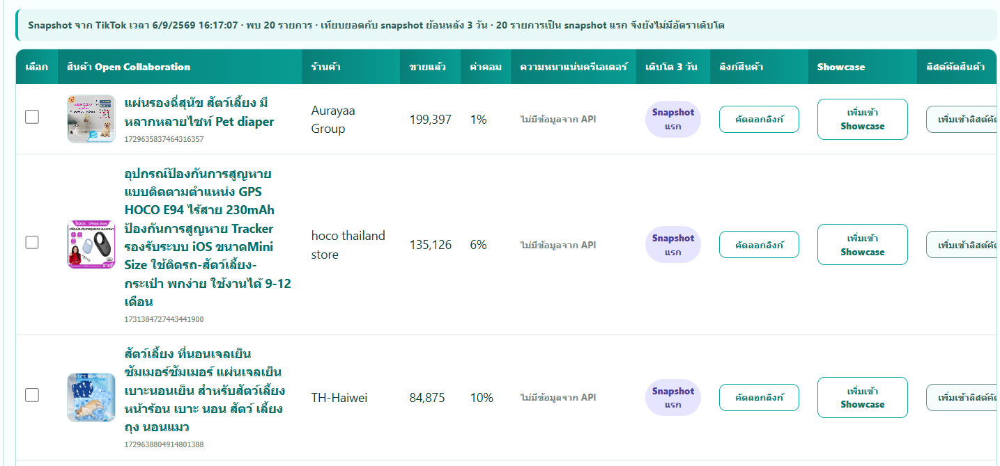 Snapshot จาก TikTok เวลา 6/9/2569 16:17:07 · พบ 20 รายการ · เทียบยอดกับ snapshot ย้อนหลัง 3 วัน · 20 รายการเป็น snapshot แรก จึงยังไม่มีอัตราเติบโต
เลือก สินค้า Open Collaboration ร้านค้า ขายแล้ว ค่าคอม ความหนาแน่นครีเอเตอร์ เติบโต 3 วัน ลิงก์สินค้า Showcase ลิสต์คัดสินค้า
แผ่นรองฉี่สุนัข สัตว์เลี้ยง มี
หลากหลายไซท์ Pet diaper
1729635837464316357
Aurayaa
Group
199,397
1%
ไม่มีข้อมูลจาก API
Snapshot
แรก
คัดลอกลิงก์
เพิ่มเข้า
Showcase
เพิ่มเข้าลิสต์คัด
อุปกรณ์ป้องกันการสูญหาย
แบบติดตามตำแหน่ง GPS
HOCO E94 ไร้สาย 230mAh
ป้องกันการสูญหาย Tracker
รองรับระบบ iOS ขนาดMini
Size ใช้ติดรถ-สัตว์เลี้ยง-
กระเป๋า พกง่าย ใช้งานได้ 9-12
เดือน
1731384727443441900
hoco thailand
store
135,126
6%
ไม่มีข้อมูลจาก API
Snapshot
แรก
คัดลอกลิงก์
เพิ่มเข้า
Showcase
เพิ่มเข้าลิสต์คัด
สัตว์เลี้ยง ที่นอนเจลเย็น
ซัมเมอร์ซัมเมอร์ แผ่นเจลเย็น
เบาะนอนเย็น สำหรับสัตว์เลี้ยง
หน้าร้อน เบาะ นอน สัตว์ เลี้ยง
ถุง นอนแมว
1729638804914801388
TH-Haiwei
84,875
10%
ไม่มีข้อมูลจาก API
Snapshot
แรก
คัดลอกลิงก์
เพิ่มเข้า
Showcase
เพิ่มเข้าลิสต์คัด